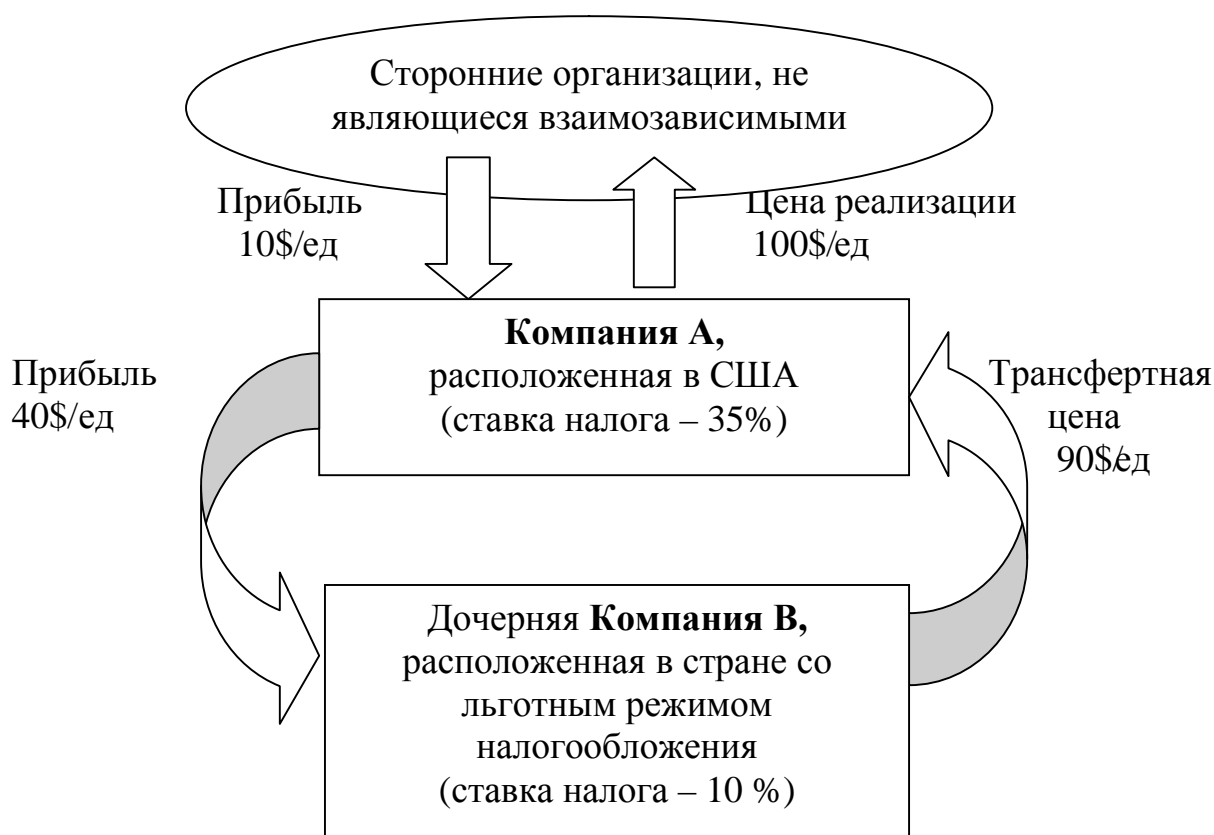 Сторонние организации, не
являющиеся взаимозависимыми
Прибыль
10$/ед
Цена реализации
100$/ед
Компания А,
расположенная в США
(ставка налога – 35%)
Прибыль
40$/ед
Трансфертная
цена
90$/ед
Дочерняя Компания В,
расположенная в стране со
льготным режимом
налогообложения
(ставка налога – 10 %)